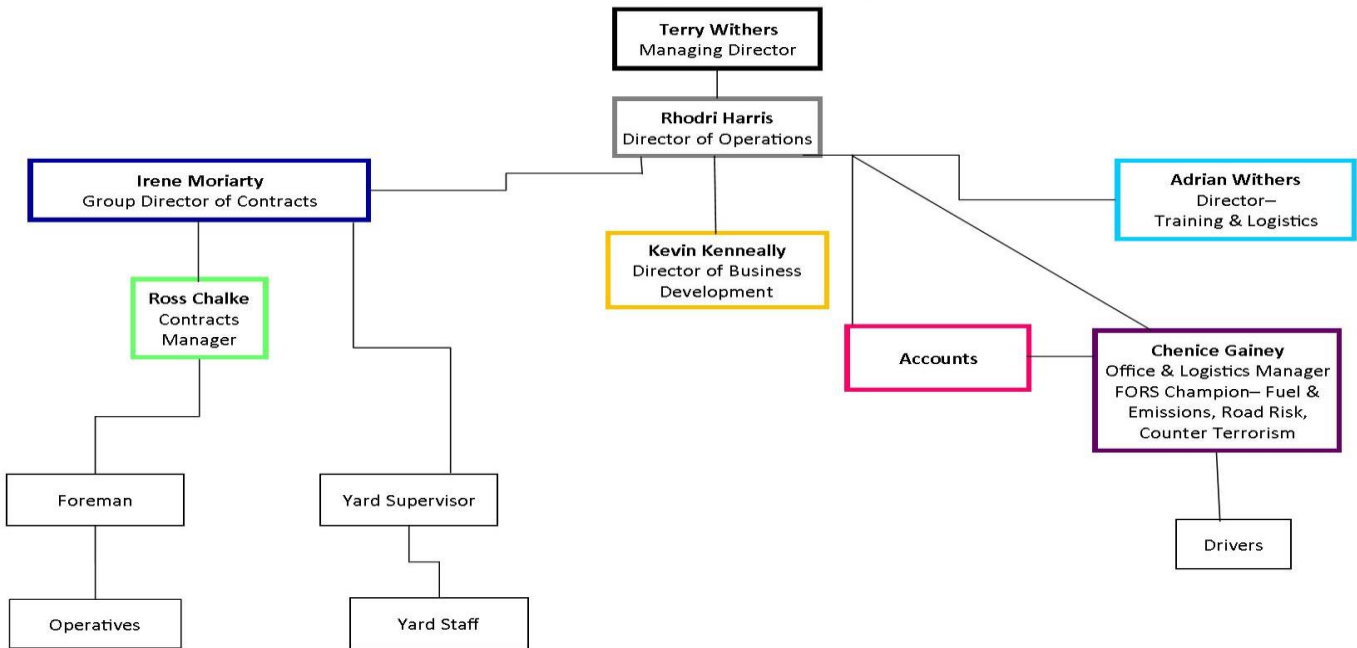 Terry Withers
Managing Director
Rhodri Harris
Director of Operations
Irene Moriarty
Group Director of Contracts
Adrian Withers
Director–
Training & Logistics
Kevin Kenneally
Director of Business
Development
Ross Chalke
Contracts
Manager
Accounts
Chenice Gainey
Office & Logistics Manager
FORS Champion– Fuel &
Emissions, Road Risk,
Counter Terrorism
Foreman
Yard Supervisor
Drivers
Operatives
Yard Staff